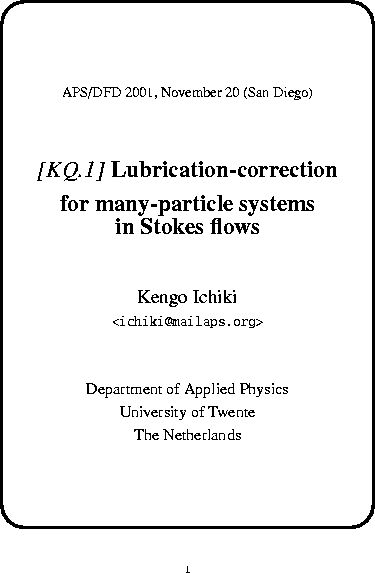 APS/DFD 2001, November 20 (San Diego)
[KQ.1] Lubrication-correction
for many-particle systems
in Stokes flows
Kengo Ichiki
<ichiki@mailaps.org>
Department of Applied Physics
University of Twente
The Netherlands
1